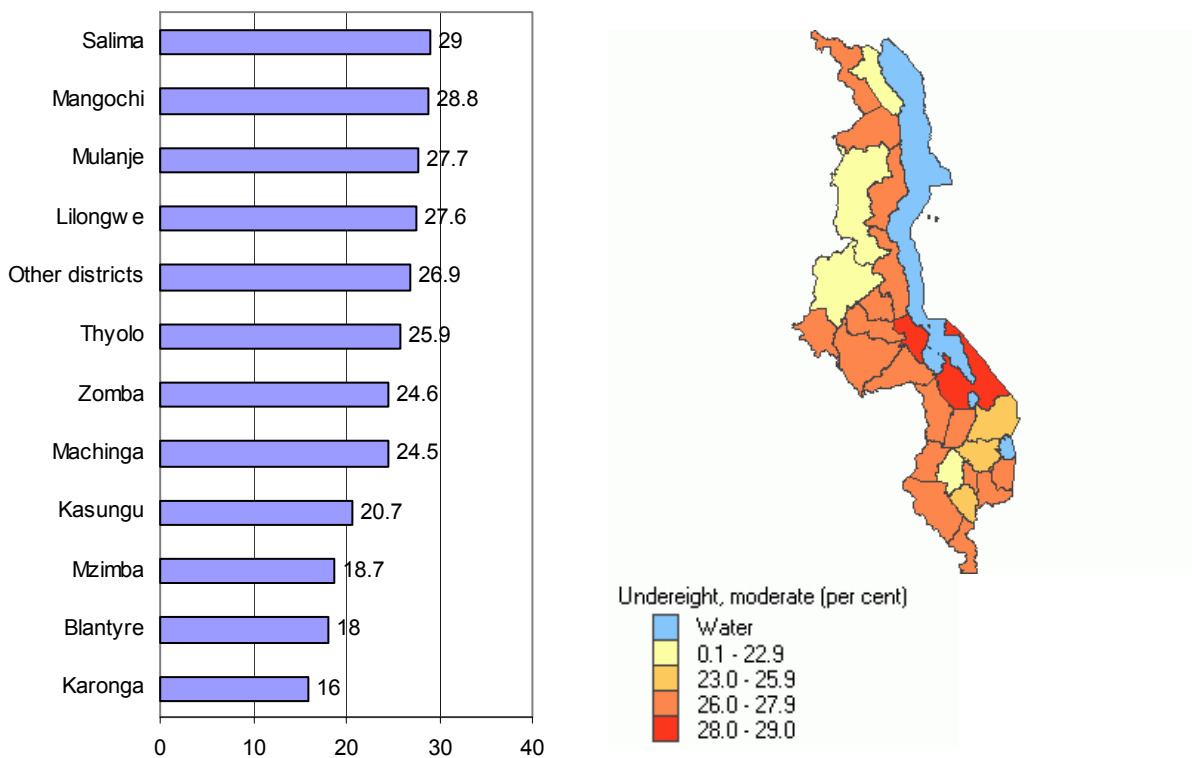 Salima 29
Mangochi 28.8
Mulanje 27.7
Lilongwe 27.6
Other districts 26.9
Thyolo 25.9
Zomba 24.6
Machinga 24.5
Kasungu 20.7
Mzimba 18.7
Blantyre 18
Karonga 16
0 10 20 30 40
Undereight, moderate (per cent)
Water
0.1 - 22.9
23.0 - 25.9
26.0 - 27.9
28.0 - 29.0